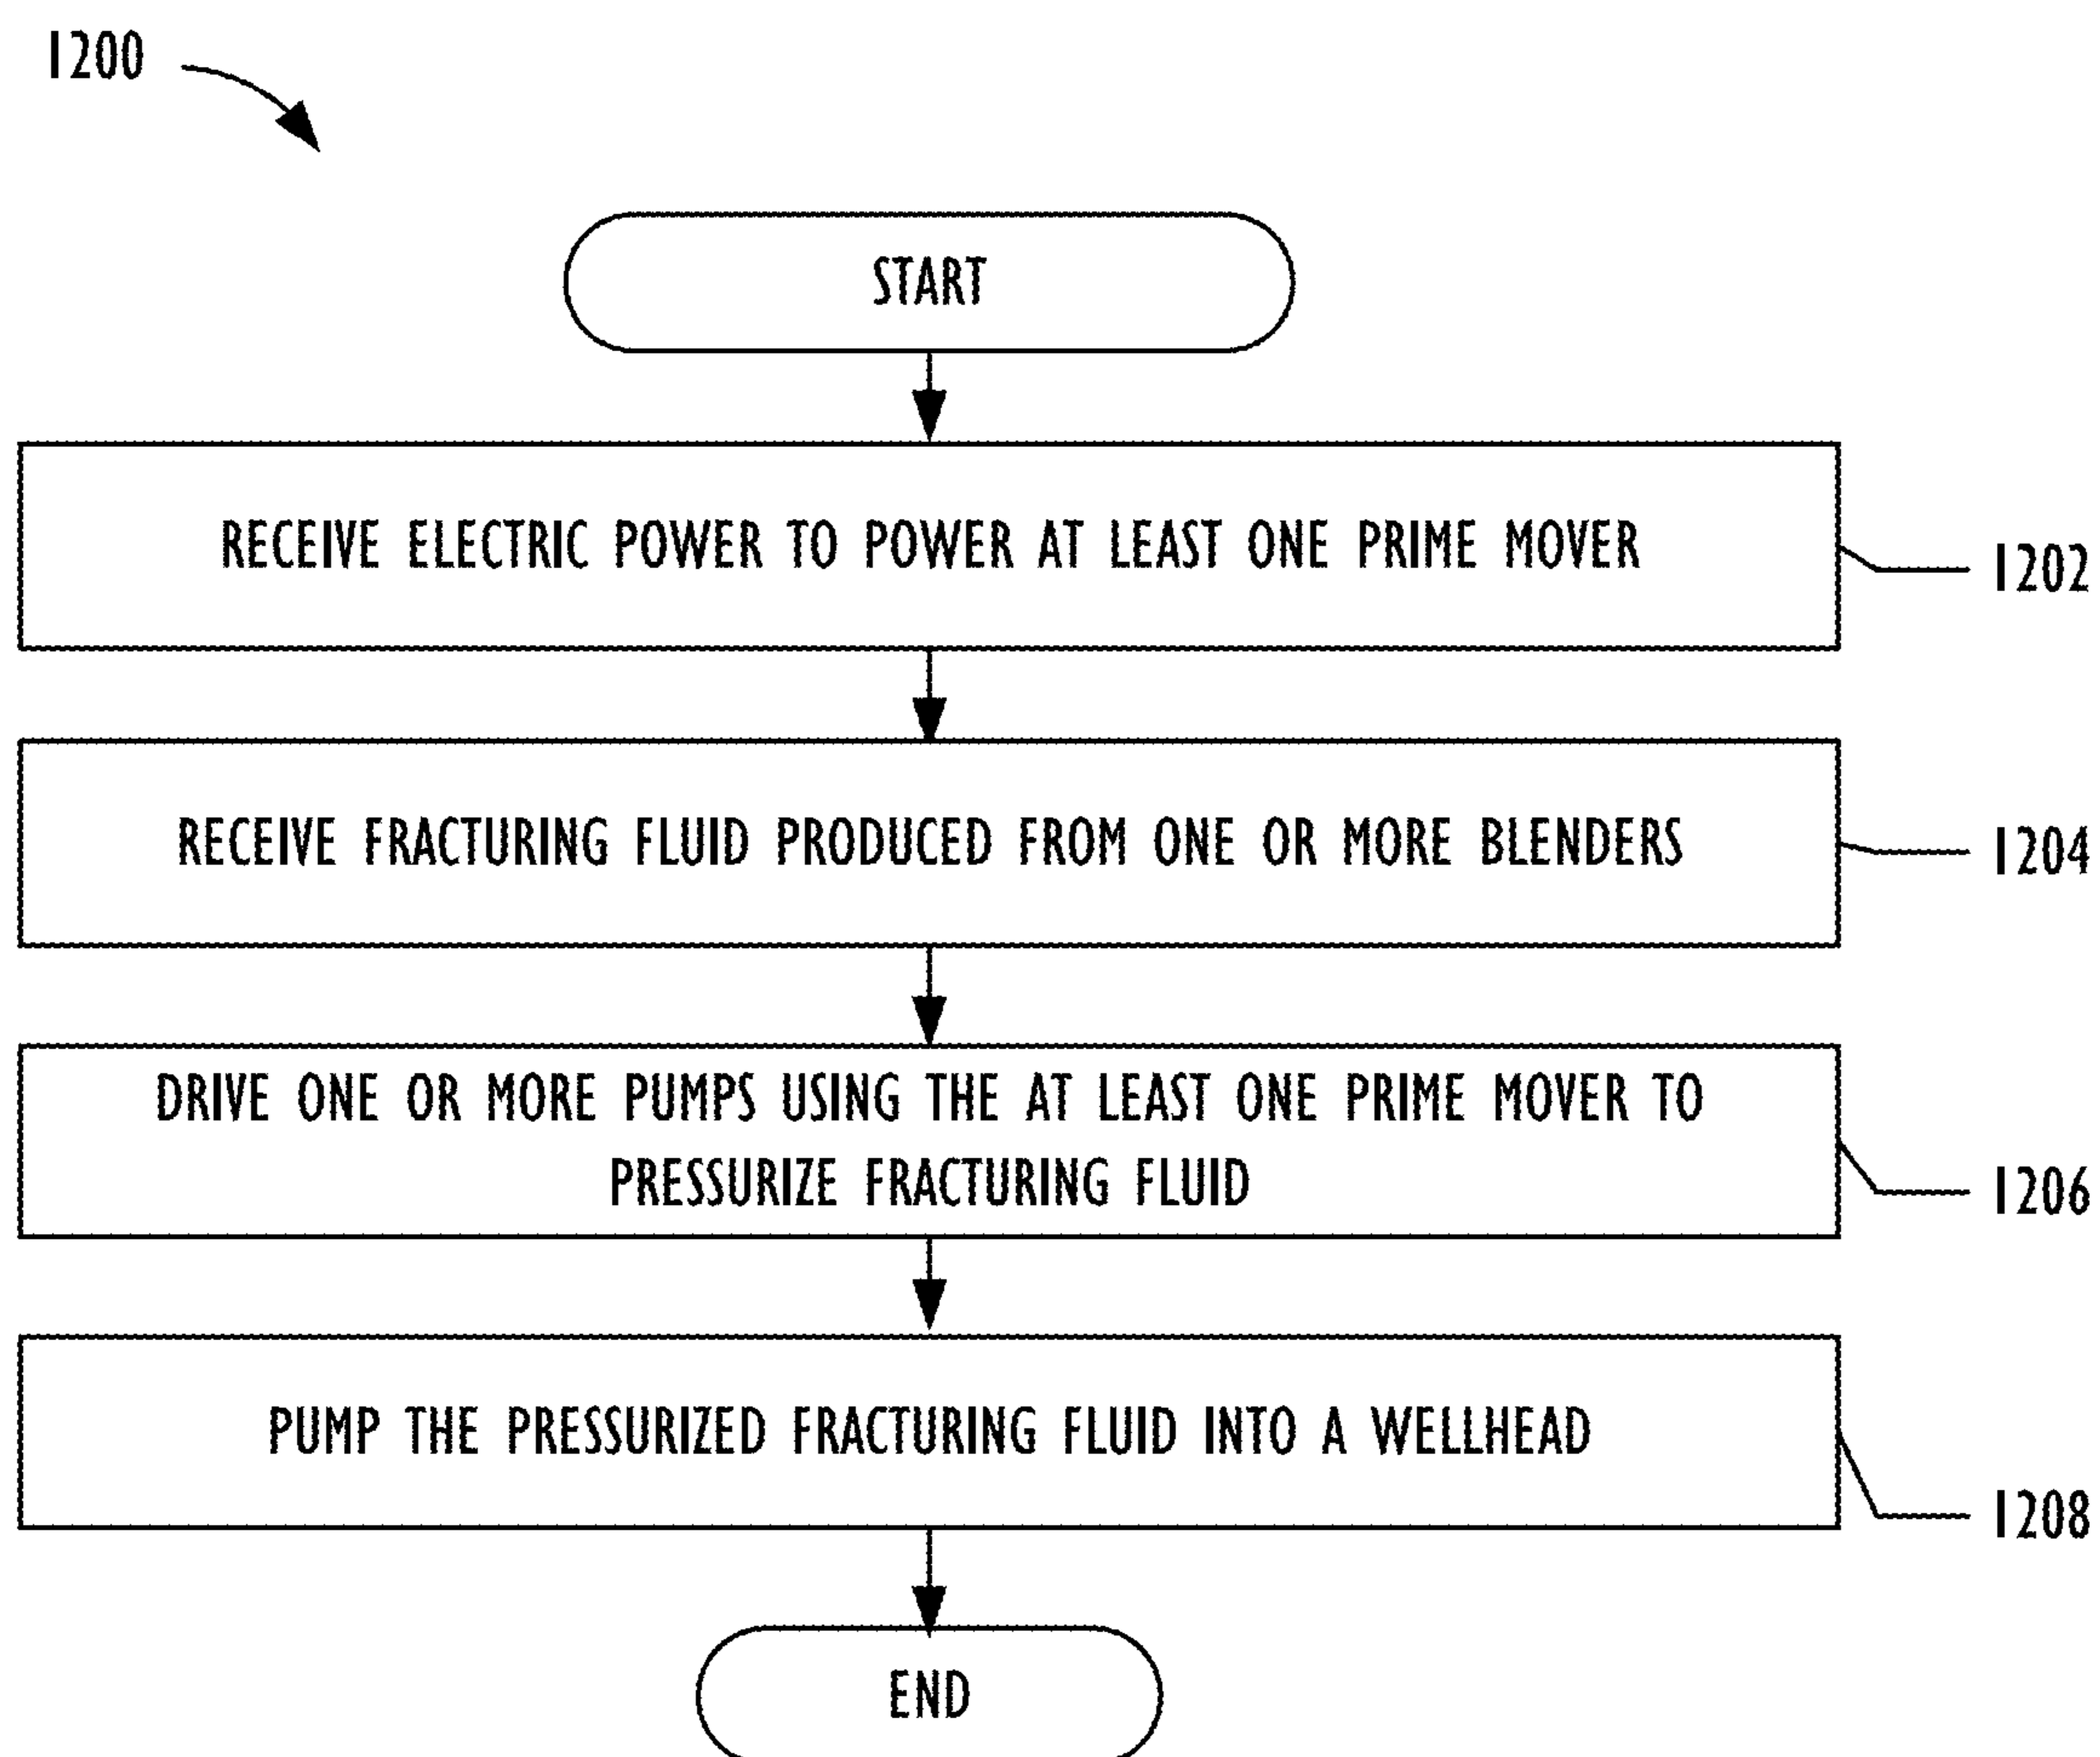 1200
START
RECEIVE ELECTRIC POWER TO POWER AT LEAST ONE PRIME MOVER
1202
RECEIVE FRACTURING FLUID PRODUCED FROM ONE OR MORE BLENDERS
1204
DRIVE ONE OR MORE PUMPS USING THE AT LEAST ONE PRIME MOVER TO
PRESSURIZE FRACTURING FLUID
1206
PUMP THE PRESSURIZED FRACTURING FLUID INTO A WELLHEAD
1208
END